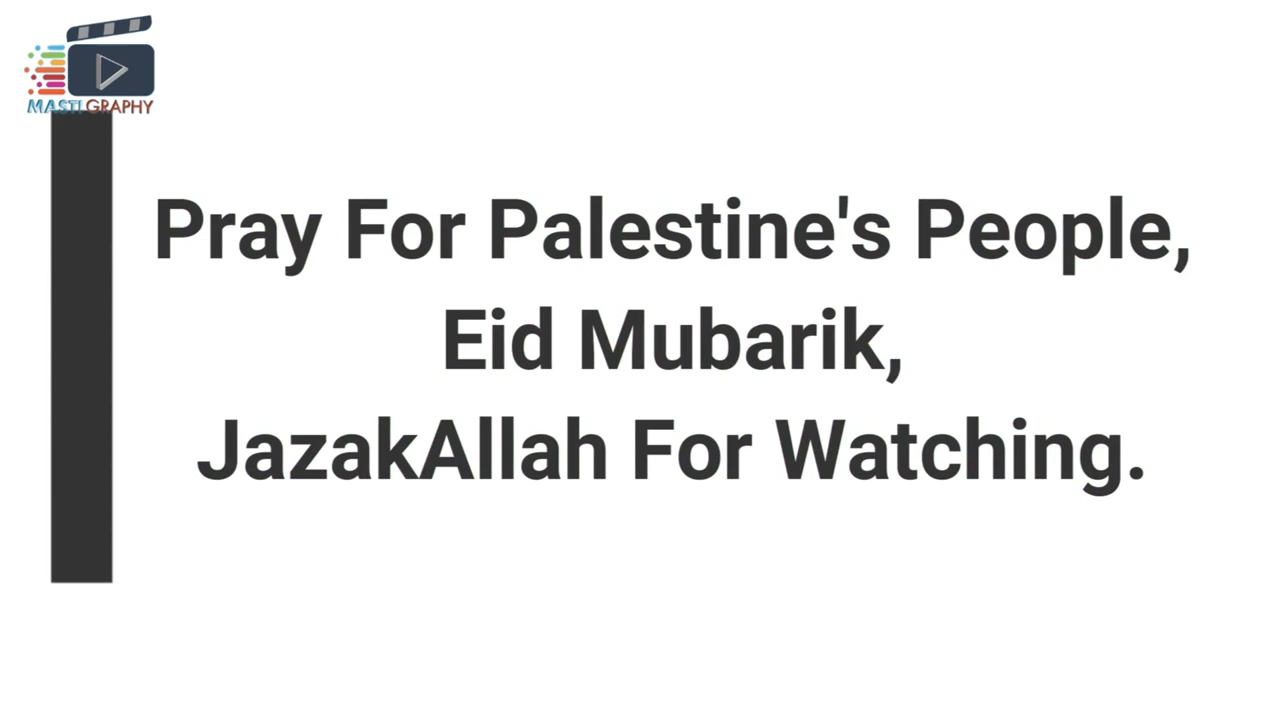 MASTI GRAPHY
Pray For Palestine's People,
Eid Mubarik,
JazakAllah For Watching.